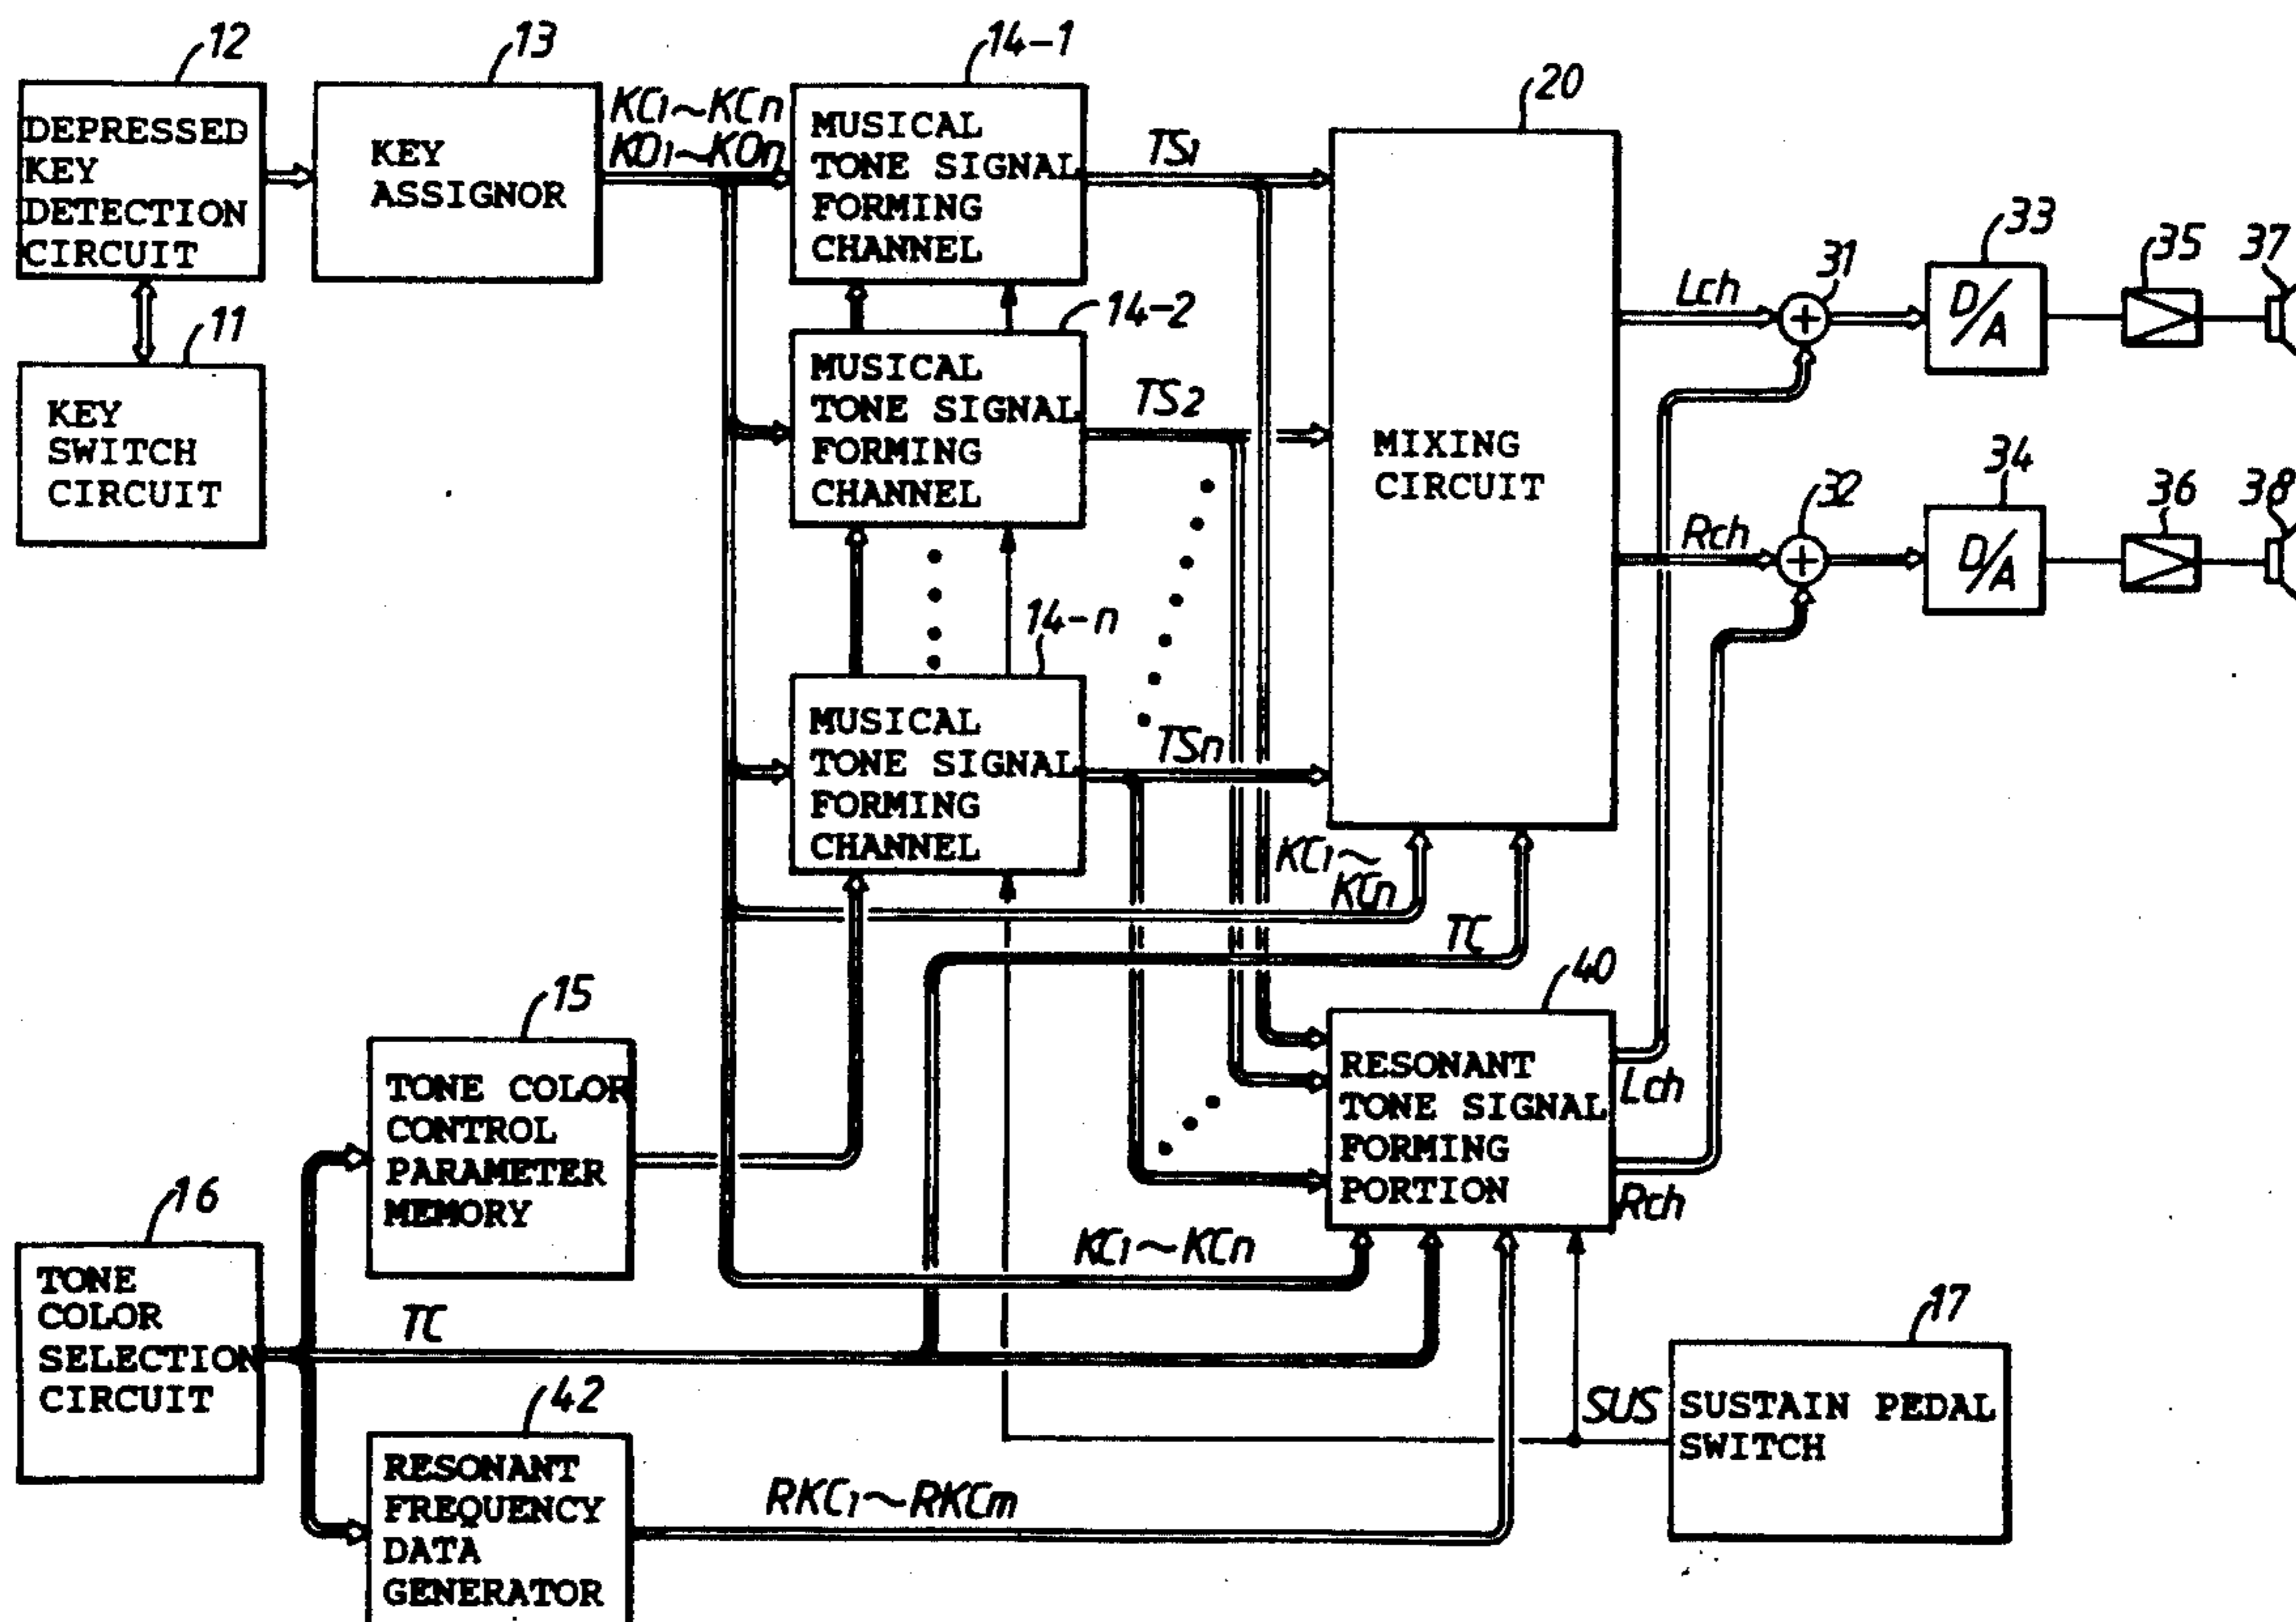 12
13
14-1
20
DEPRESSED
KEY
DETECTION
CIRCUIT
KEY
ASSIGNOR
KC1~KCn
KO1~KOn
MUSICAL
TONE SIGNAL
FORMING
CHANNEL
TS1
11
KEY
SWITCH
CIRCUIT
14-2
MUSICAL
TONE SIGNAL
FORMING
CHANNEL
TS2
MIXING
CIRCUIT
Lch
31
33
D/A
35
37
Rch
32
34
D/A
36
38
14-n
MUSICAL
TONE SIGNAL
FORMING
CHANNEL
TSn
KC1~
KCn
TC
15
TONE COLOR
CONTROL
PARAMETER
MEMORY
40
RESONANT
TONE SIGNAL
FORMING
PORTION
Lch
Rch
16
TONE
COLOR
SELECTION
CIRCUIT
TC
KC1~KCn
42
RESONANT
FREQUENCY
DATA
GENERATOR
RKC1~RKCm
SUS
17
SUSTAIN PEDAL
SWITCH